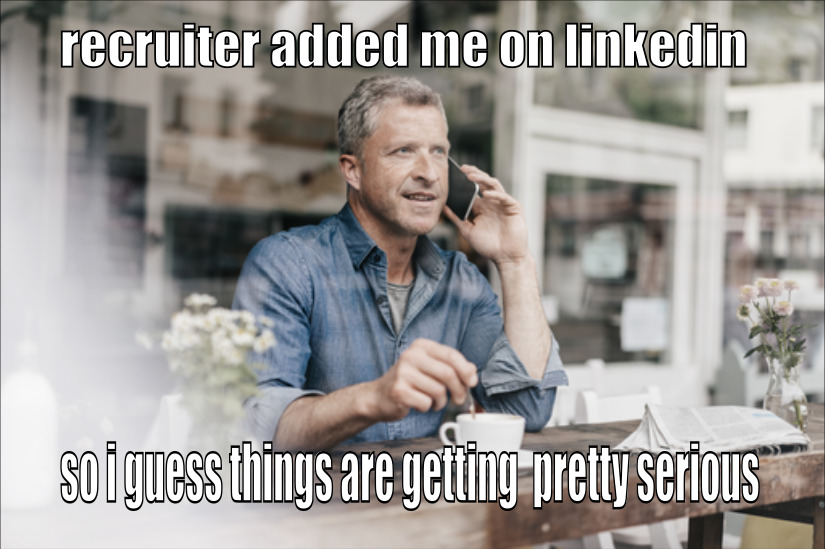 recruiter added me on linkedin
so i guess things are getting pretty serious